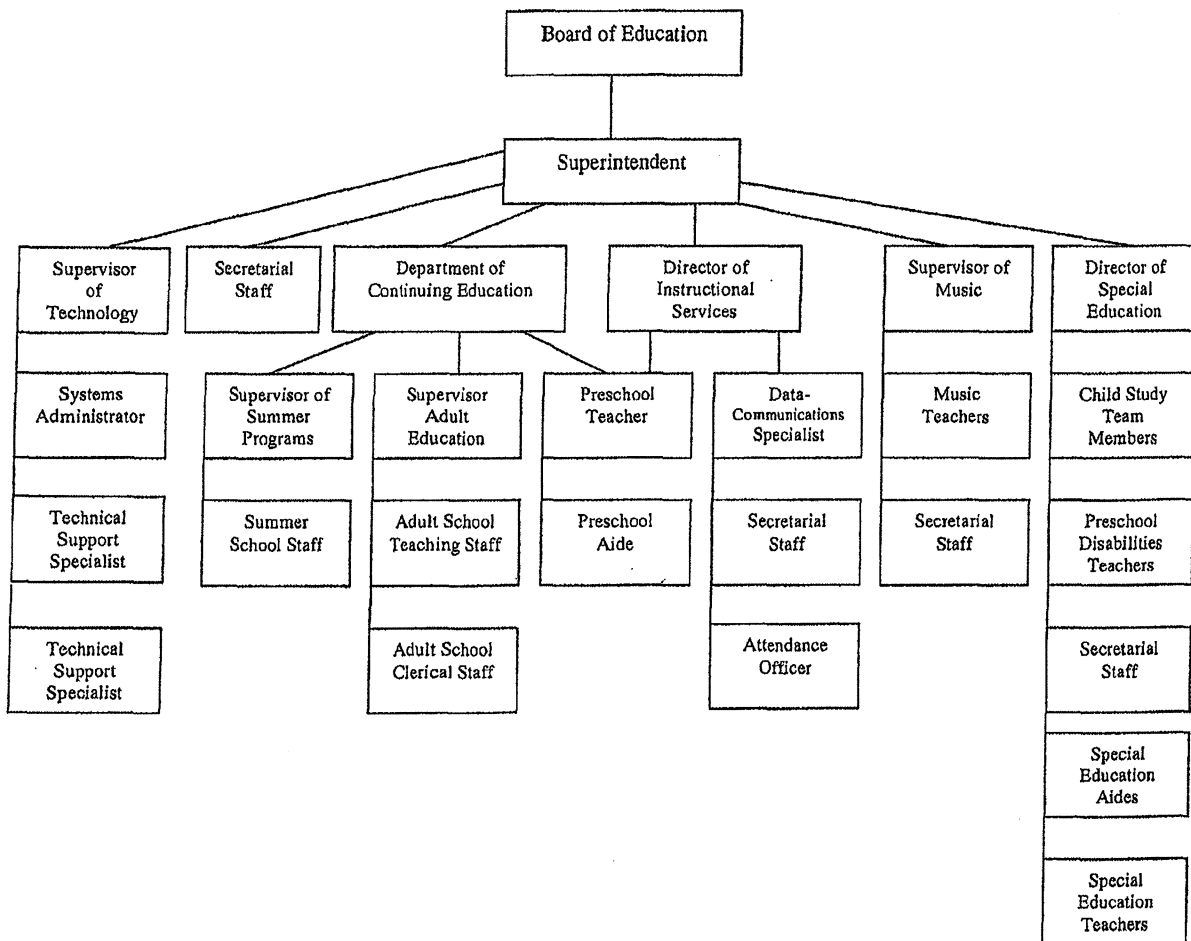 Board of Education
Superintendent
Supervisor
of
Technology
Secretarial
Staff
Department of
Continuing Education
Director of
Instructional
Services
Supervisor of
Music
Director of
Special
Education
Systems
Administrator
Supervisor of
Summer
Programs
Supervisor
Adult
Education
Preschool
Teacher
Data-
Communications
Specialist
Music
Teachers
Child Study
Team
Members
Technical
Support
Specialist
Summer
School Staff
Adult School
Teaching Staff
Preschool
Aide
Secretarial
Staff
Secretarial
Staff
Preschool
Disabilities
Teachers
Technical
Support
Specialist
Adult School
Clerical Staff
Attendance
Officer
Secretarial
Staff
Special
Education
Aides
Special
Education
Teachers